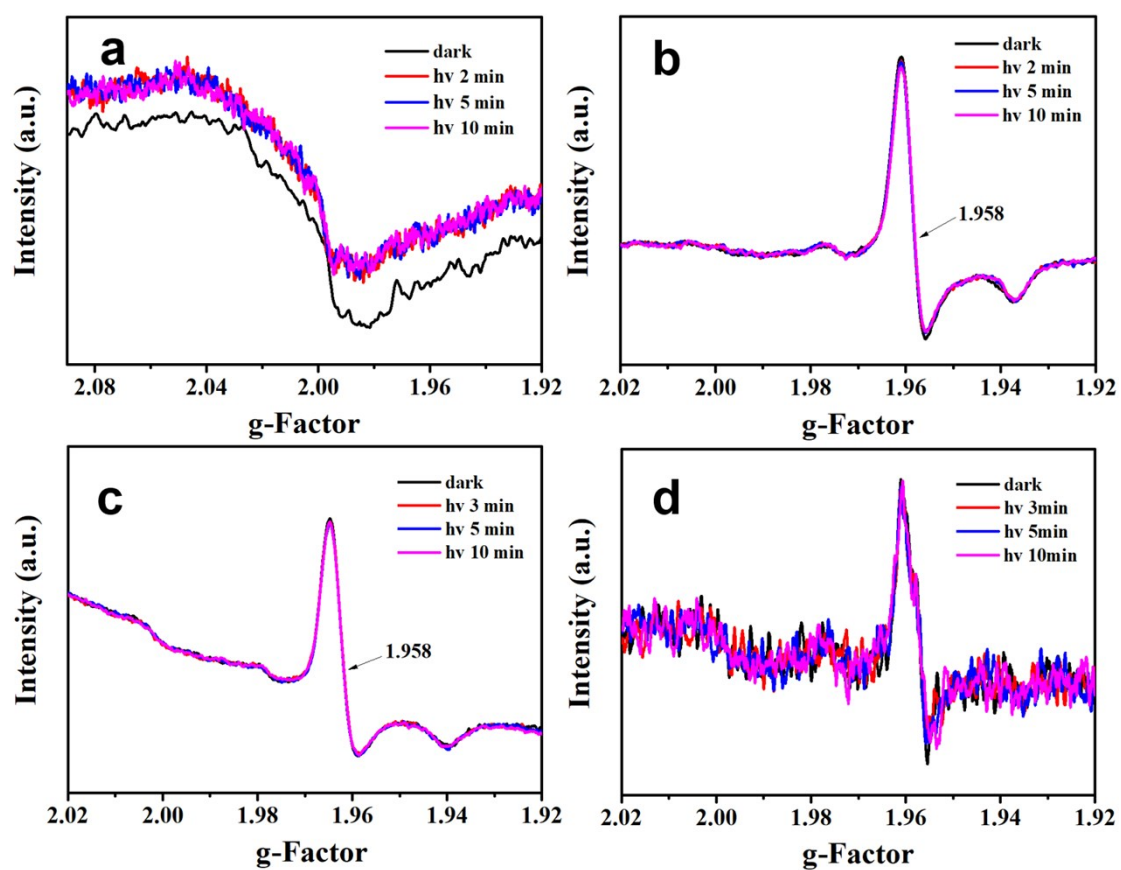 a
dark
hv 2 min
hv 5 min
hv 10 min
Intensity (a.u.)
2.08 2.04 2.00 1.96 1.92
g-Factor
b
dark
hv 2 min
hv 5 min
hv 10 min
1.958
Intensity (a.u.)
2.02 2.00 1.98 1.96 1.94 1.92
g-Factor
c
dark
hv 3 min
hv 5 min
hv 10 min
1.958
Intensity (a.u.)
2.02 2.00 1.98 1.96 1.94 1.92
g-Factor
d
dark
hv 3min
hv 5min
hv 10min
Intensity (a.u.)
2.02 2.00 1.98 1.96 1.94 1.92
g-Factor